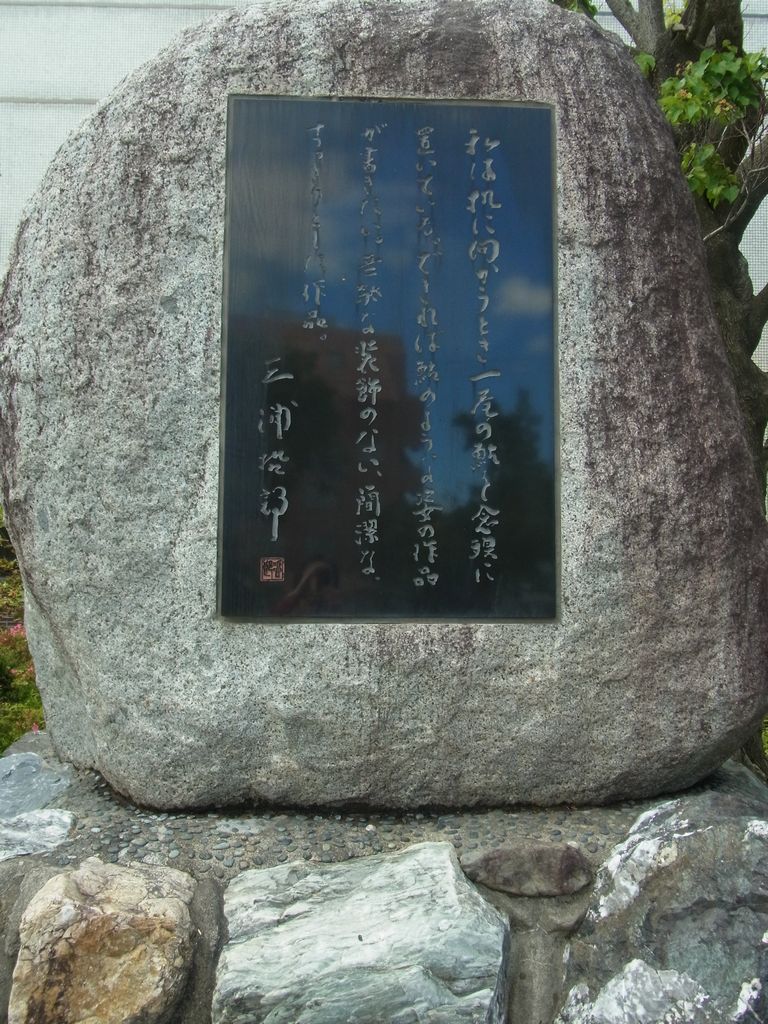 私は机に向かうとき一尾の鮎を念頭に
置いている。できれば鮎のような姿の作品
が書きたい。無駄な装飾のない、簡潔な、
すっきりとした作品。
三浦哲郎